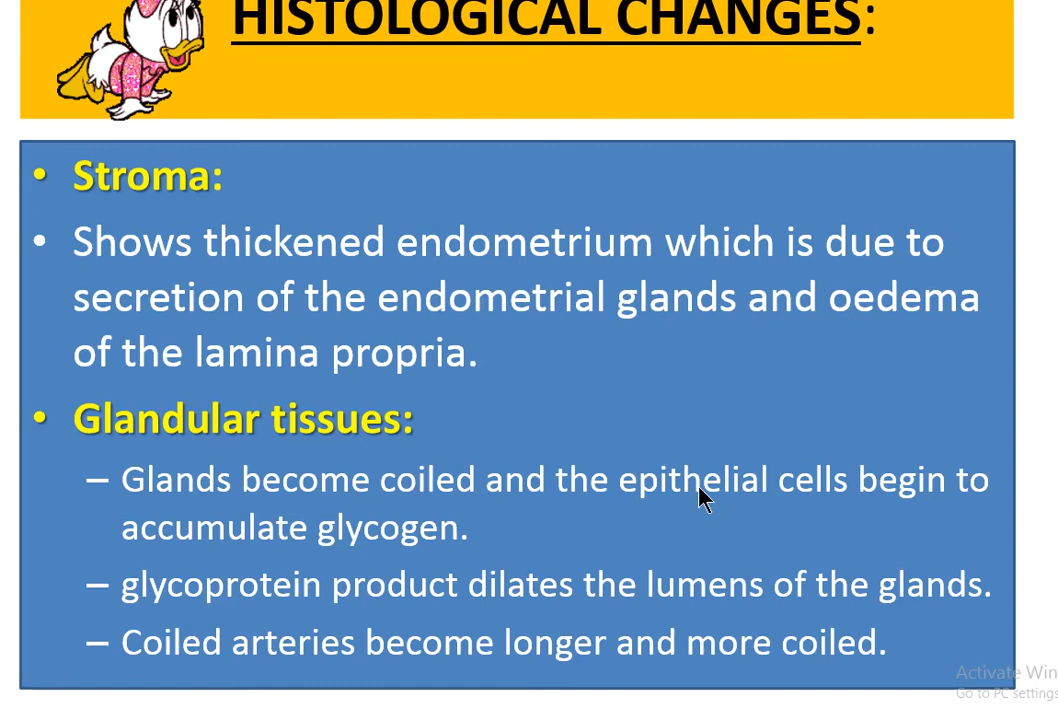 HISTOLOGICAL CHANGES:
• Stroma:
• Shows thickened endometrium which is due to
secretion of the endometrial glands and oedema
of the lamina propria.
• Glandular tissues:
– Glands become coiled and the epithelial cells begin to
accumulate glycogen.
– glycoprotein product dilates the lumens of the glands.
– Coiled arteries become longer and more coiled.
Activate Win
Go to PC settings